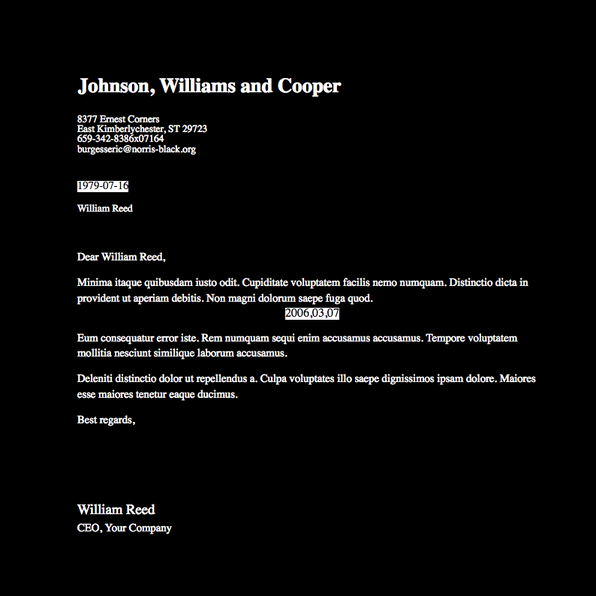 Johnson, Williams and Cooper
8377 Ernest Corners
East Kimberlychester, ST 29723
659-342-8386x07164
burgesseric@norris-black.org
1979-07-16
William Reed
Dear William Reed,
Minima itaque quibusdam iusto odit. Cupiditate voluptatem facilis nemo numquam. Distinctio dicta in
provident ut aperiam debitis. Non magni dolorum saepe fuga quod.
2006,03,07
Eum consequatur error iste. Rem numquam sequi enim accusamus accusamus. Tempore voluptatem
mollitia nesciunt similique laborum accusamus.
Deleniti distinctio dolor ut repellendus a. Culpa voluptates illo saepe dignissimos ipsam dolore. Maiores
esse maiores tenetur eaque ducimus.
Best regards,
William Reed
CEO, Your Company